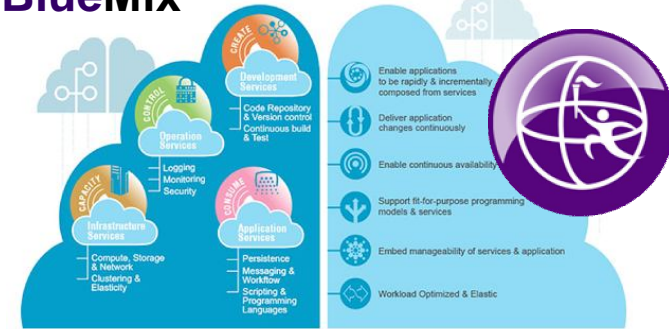 BlueMix
CREATE
Development
Services
Code Repository
& Version control
Continuous build
& Test
CONTROL
Operation
Services
Logging
Monitoring
Security
CAPACITY
Infrastructure
Services
Compute, Storage
& Network
Clustering &
Elasticity
CONSUME
Application
Services
Persistence
Messaging &
Workflow
Scripting &
Programming
Languages
Enable applications
to be rapidly & incrementally
composed from services
Deliver application
changes continuously
Enable continuous availability
Support fit-for-purpose programming
models & services
Embed manageability of services & application
Workload Optimized & Elastic